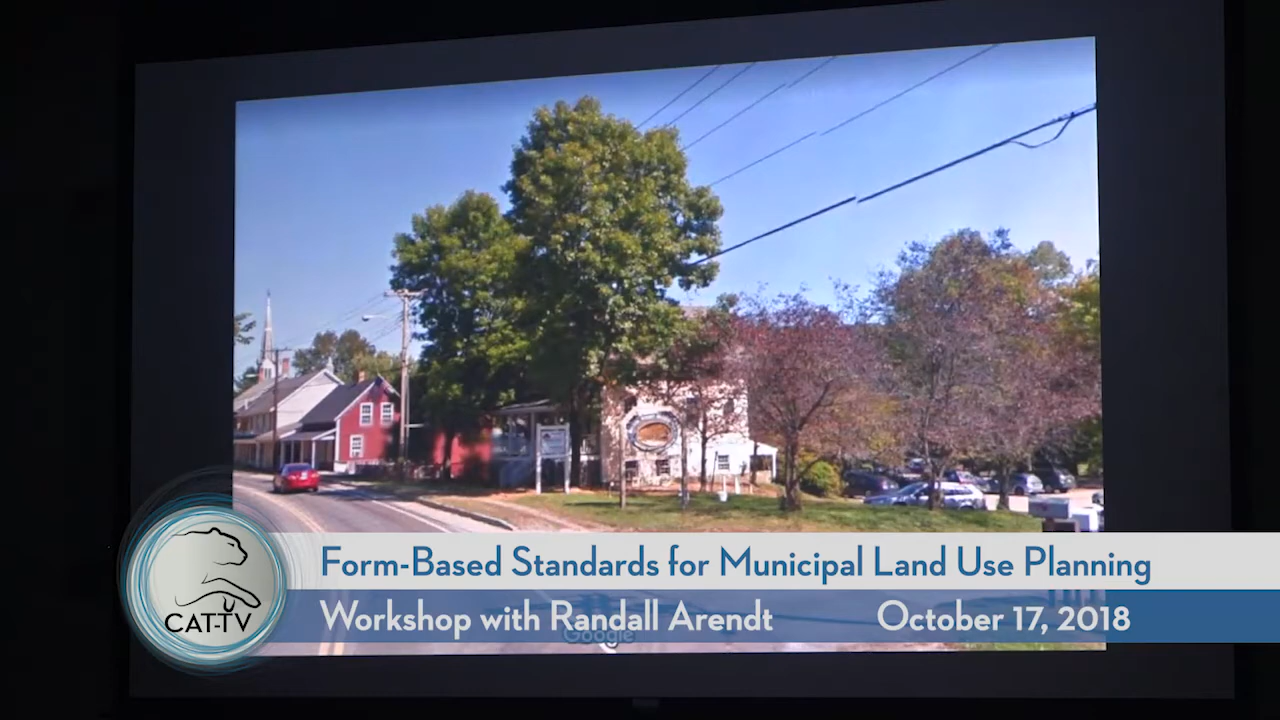 Form-Based Standards for Municipal Land Use Planning
Workshop with Randall Arendt October 17, 2018
CAT-TV
Google